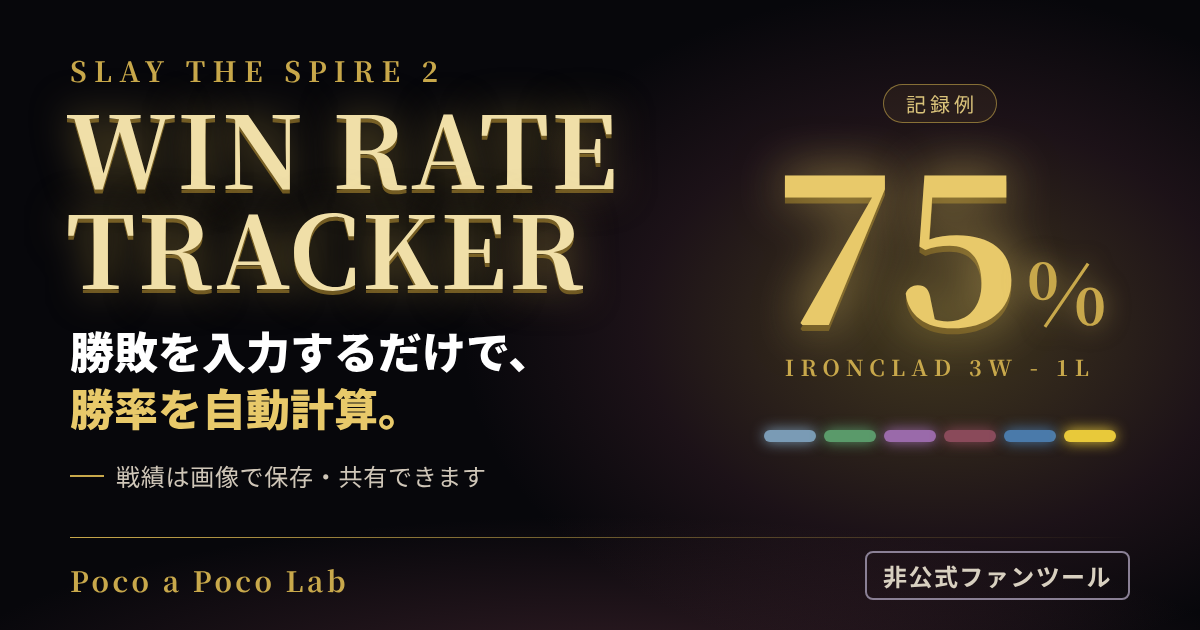 SLAY THE SPIRE 2
WIN RATE
TRACKER
勝敗を入力するだけで、
勝率を自動計算。
戦績は画像で保存・共有できます
記録例
75%
IRONCLAD 3W - 1L
Poco a Poco Lab
非公式ファンツール